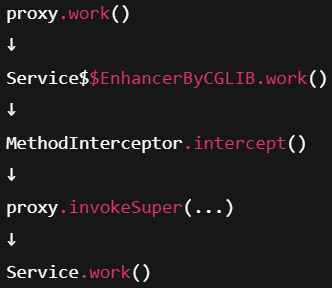 proxy.work()
↓
Service$$EnhancerByCGLIB.work()
↓
MethodInterceptor.intercept()
↓
proxy.invokeSuper(...)
↓
Service.work()